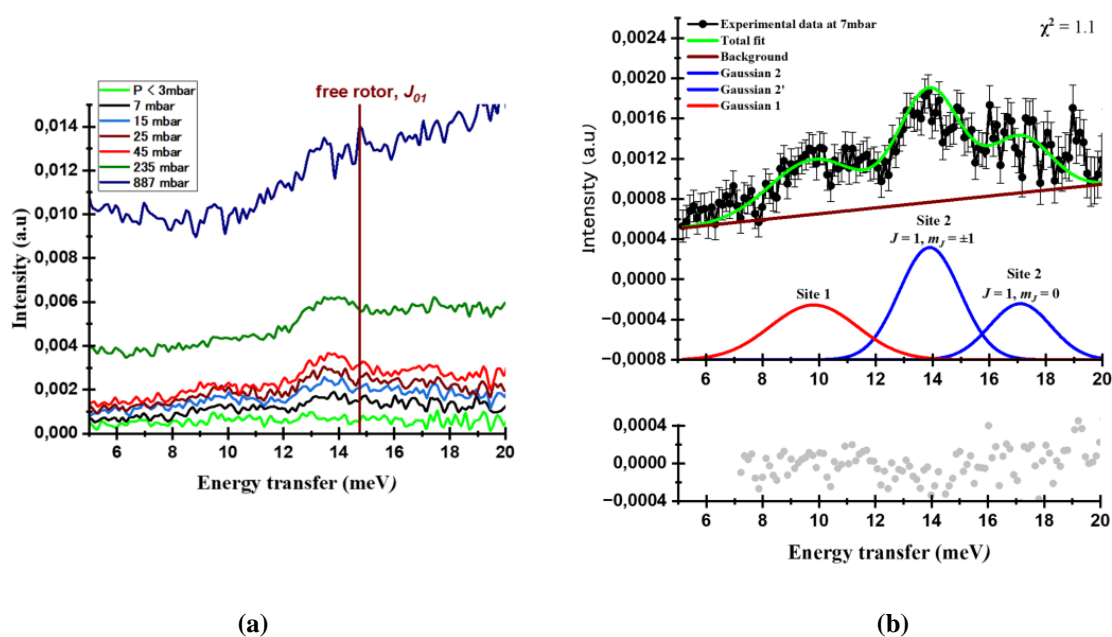 P < 3mbar
7 mbar
15 mbar
25 mbar
45 mbar
235 mbar
887 mbar
free rotor, J01
0,014
0,012
0,010
0,008
0,006
0,004
0,002
0,000
Intensity (a.u)
6 8 10 12 14 16 18 20
Energy transfer (meV)
(a)
Experimental data at 7mbar
Total fit
Background
Gaussian 2
Gaussian 2'
Gaussian 1
χ² = 1.1
0,0024
0,0020
0,0016
0,0012
0,0008
0,0004
0,0000
−0,0004
−0,0008
Intensity (a.u)
Site 2
J = 1, mJ = ±1
Site 1
Site 2
J = 1, mJ = 0
6 8 10 12 14 16 18 20
0,0004
0,0000
−0,0004
6 8 10 12 14 16 18 20
Energy transfer (meV)
(b)